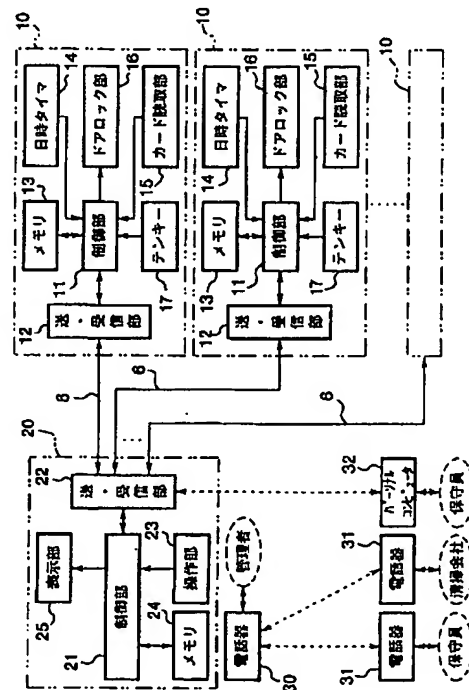 20
25
表示部
21
制御部
22
送・受信部
操作部
23
メモリ
24
管理者
電話器
30
電話器
31
保守員
電話器
31
清掃会社
パーソナル
コンピュータ
32
保守員
8
6
6
10
12
送・受信部
11
制御部
13
メモリ
14
日時タイマ
16
ドアロック部
15
カード読取部
17
テンキー
10
12
送・受信部
11
制御部
13
メモリ
14
日時タイマ
16
ドアロック部
15
カード読取部
17
テンキー
10